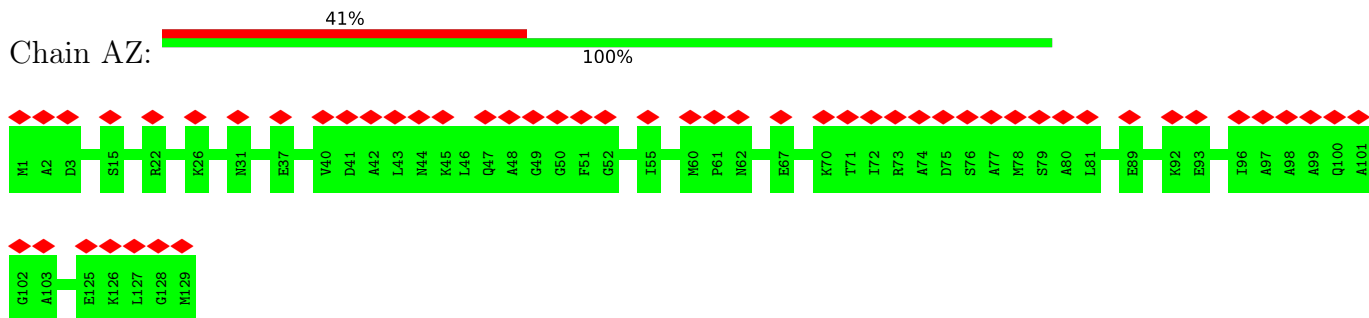 41%
Chain AZ:
100%
M1 A2 D3 S15 R22 K26 N31 E37 V40 D41 A42 L43 N44 K45 L46 Q47 A48 G49 G50 F51 G52 I55 M60 P61 N62 E67 K70 T71 I72 R73 A74 D75 S76 A77 M78 S79 A80 L81 E89 K92 E93 I96 A97 A98 A99 Q100 A101
G102 A103 E125 K126 L127 G128 M129